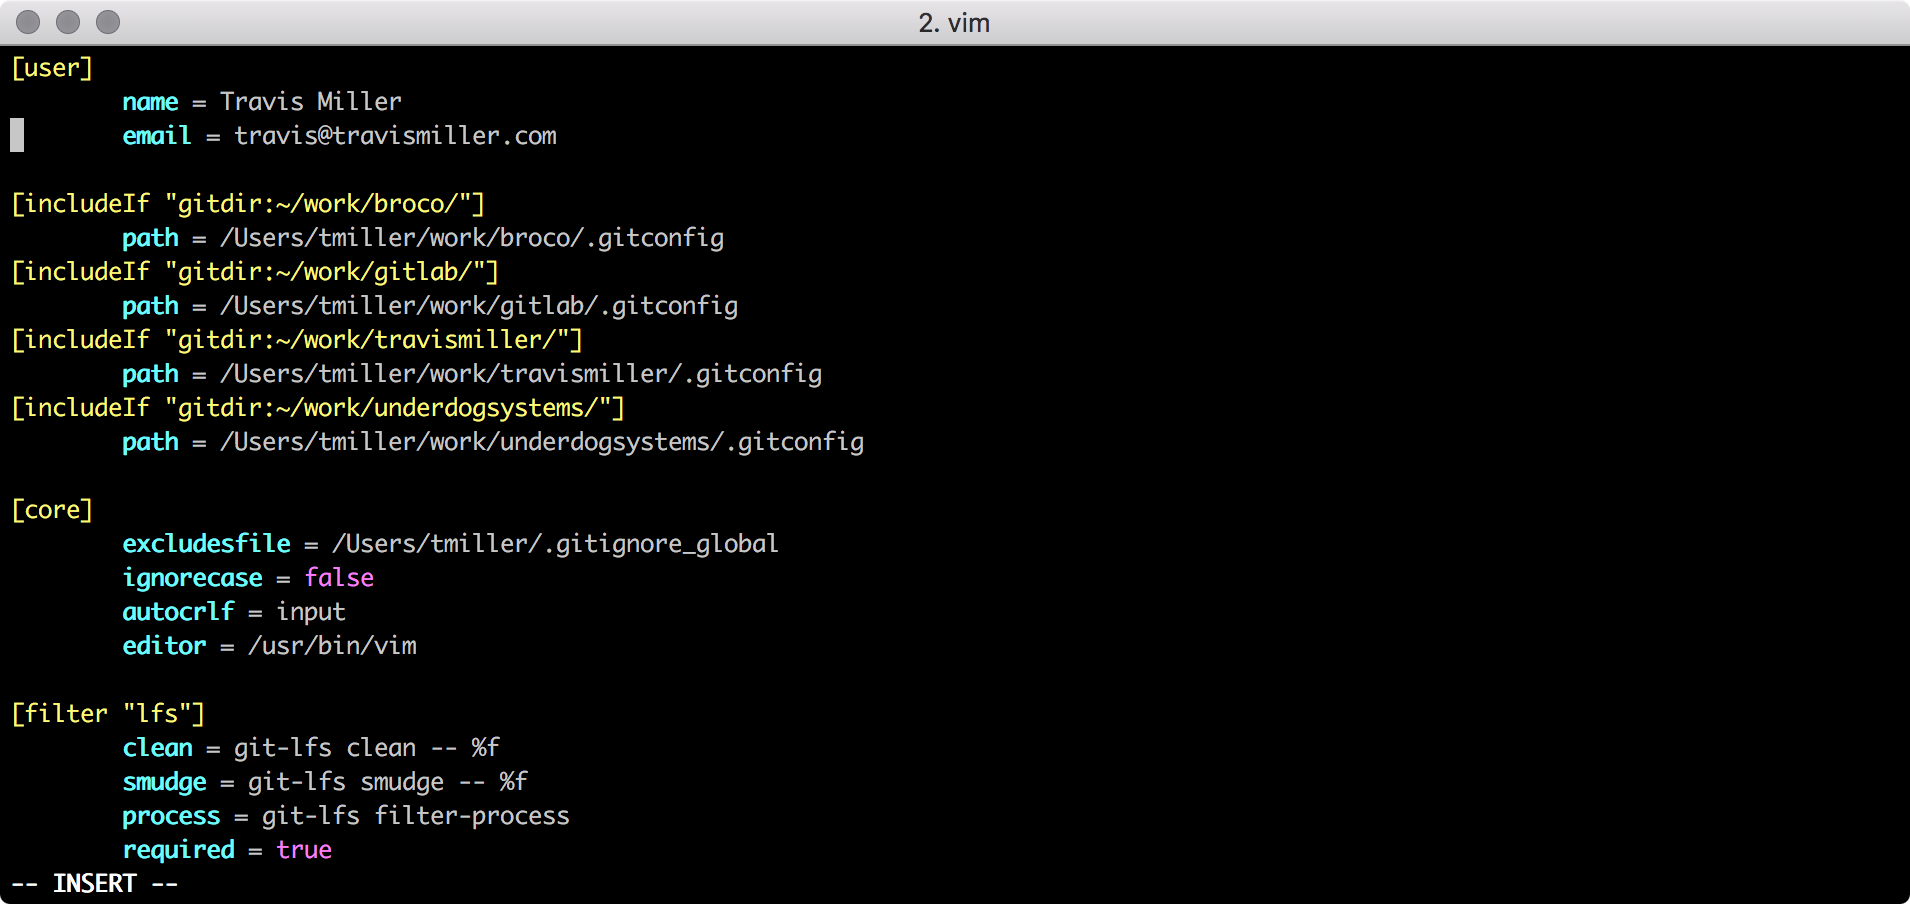 2. vim
[user]
        name = Travis Miller
        email = travis@travismiller.com

[includeIf "gitdir:~/work/broco/"]
        path = /Users/tmiller/work/broco/.gitconfig
[includeIf "gitdir:~/work/gitlab/"]
        path = /Users/tmiller/work/gitlab/.gitconfig
[includeIf "gitdir:~/work/travismiller/"]
        path = /Users/tmiller/work/travismiller/.gitconfig
[includeIf "gitdir:~/work/underdogsystems/"]
        path = /Users/tmiller/work/underdogsystems/.gitconfig

[core]
        excludesfile = /Users/tmiller/.gitignore_global
        ignorecase = false
        autocrlf = input
        editor = /usr/bin/vim

[filter "lfs"]
        clean = git-lfs clean -- %f
        smudge = git-lfs smudge -- %f
        process = git-lfs filter-process
        required = true
-- INSERT --